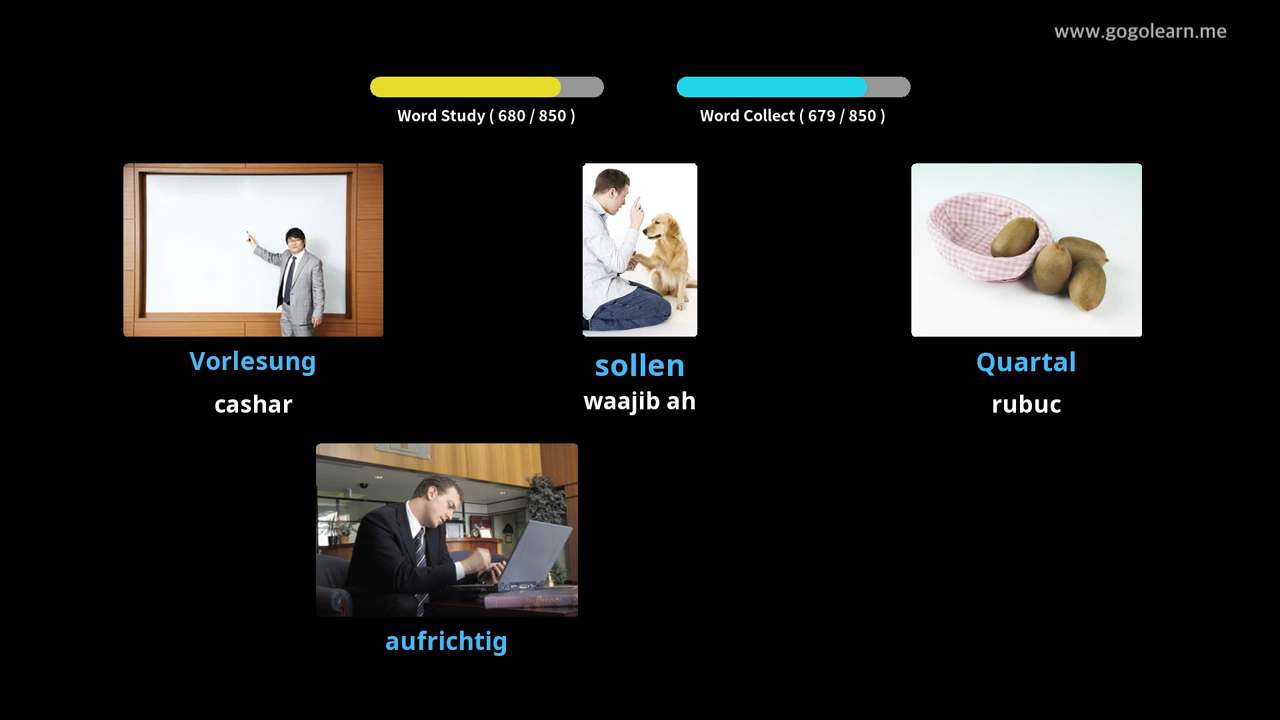 www.gogolearn.me
Word Study ( 680 / 850 )
Word Collect ( 679 / 850 )
Vorlesung
cashar
sollen
waajib ah
Quartal
rubuc
aufrichtig